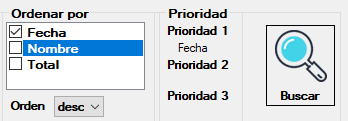 Ordenar por
Fecha
Nombre
Total
Orden desc
Prioridad
Prioridad 1
Fecha
Prioridad 2
Prioridad 3
Buscar